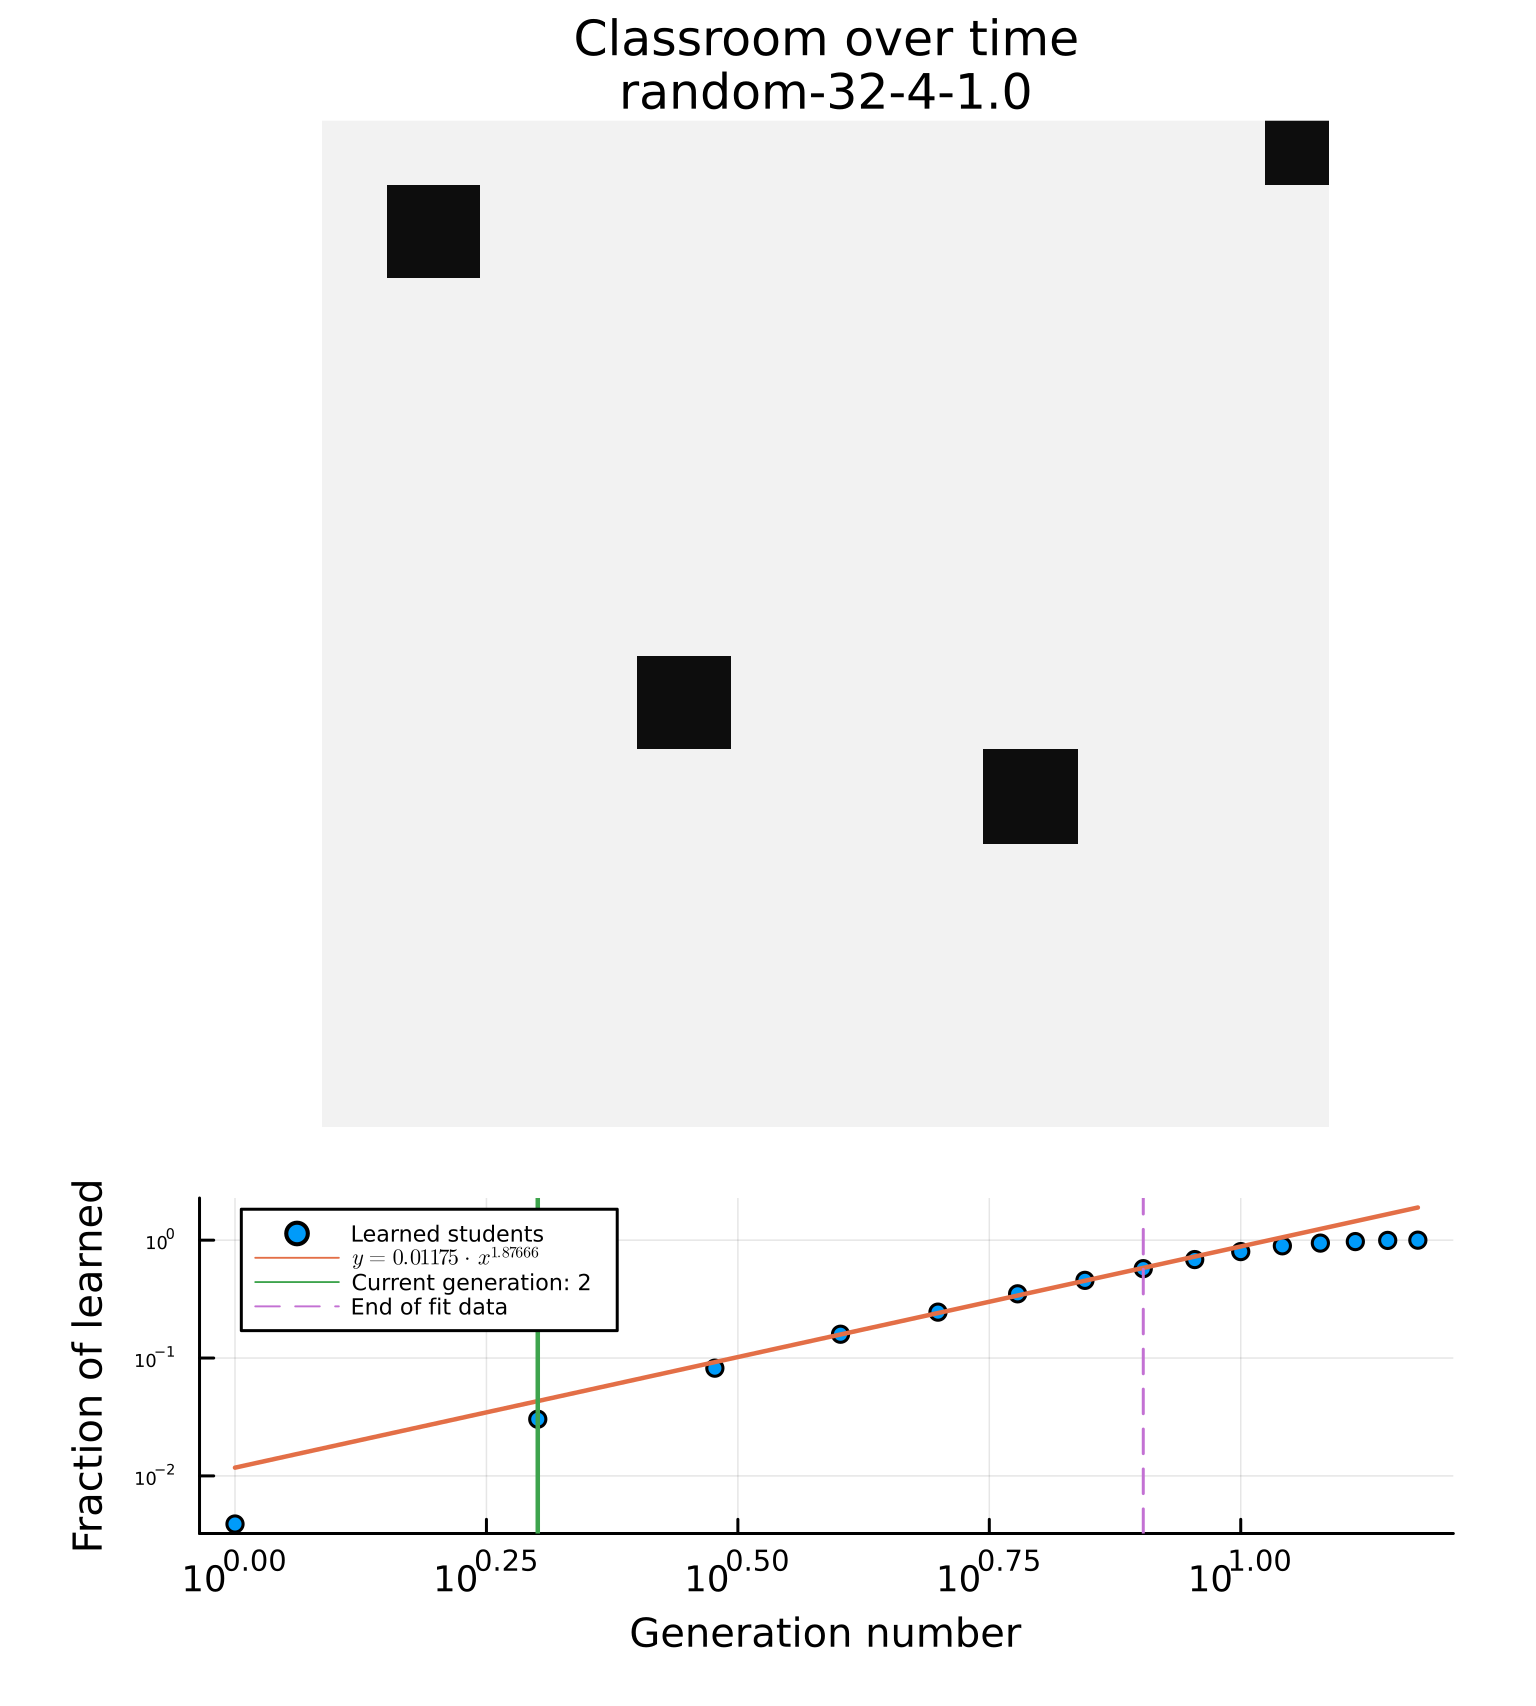 Classroom over time
random-32-4-1.0
Fraction of learned
10⁰
10⁻¹
10⁻²
Learned students
y = 0.01175 · x^1.87666
Current generation: 2
End of fit data
10^0.00 10^0.25 10^0.50 10^0.75 10^1.00
Generation number